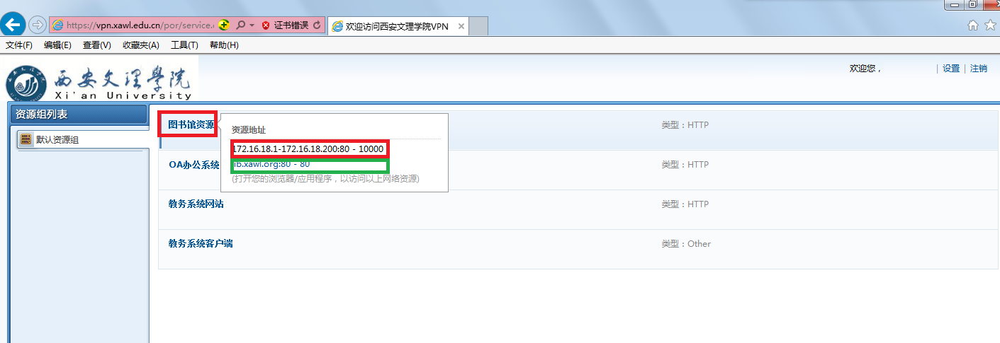 https://vpn.xawl.edu.cn/por/service.
证书错误
欢迎访问西安文理学院VPN
文件(F) 编辑(E) 查看(V) 收藏夹(A) 工具(T) 帮助(H)
西安文理學院
Xi'an University
欢迎您， | 设置 | 注销
资源组列表
默认资源组
图书馆资源
类型：HTTP
资源地址
172.16.18.1-172.16.18.200:80 - 10000
lib.xawl.org:80 - 80
(打开您的浏览器/应用程序，以访问以上网络资源)
OA办公系统
类型：HTTP
教务系统网站
类型：HTTP
教务系统客户端
类型：Other